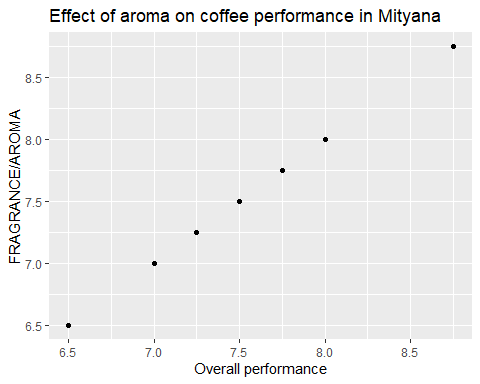 Effect of aroma on coffee performance in Mityana
FRAGRANCE/AROMA
8.5
8.0
7.5
7.0
6.5
6.5 7.0 7.5 8.0 8.5
Overall performance